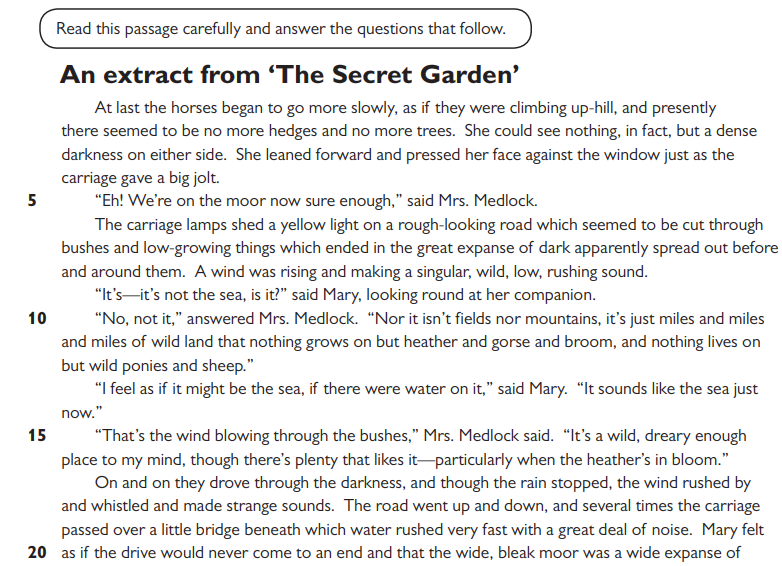 Read this passage carefully and answer the questions that follow.
An extract from ‘The Secret Garden’
At last the horses began to go more slowly, as if they were climbing up-hill, and presently
there seemed to be no more hedges and no more trees. She could see nothing, in fact, but a dense
darkness on either side. She leaned forward and pressed her face against the window just as the
carriage gave a big jolt.
5 “Eh! We’re on the moor now sure enough,” said Mrs. Medlock.
The carriage lamps shed a yellow light on a rough-looking road which seemed to be cut through
bushes and low-growing things which ended in the great expanse of dark apparently spread out before
and around them. A wind was rising and making a singular, wild, low, rushing sound.
“It’s—it’s not the sea, is it?” said Mary, looking round at her companion.
10 “No, not it,” answered Mrs. Medlock. “Nor it isn’t fields nor mountains, it’s just miles and miles
and miles of wild land that nothing grows on but heather and gorse and broom, and nothing lives on
but wild ponies and sheep.”
“I feel as if it might be the sea, if there were water on it,” said Mary. “It sounds like the sea just
now.”
15 “That’s the wind blowing through the bushes,” Mrs. Medlock said. “It’s a wild, dreary enough
place to my mind, though there’s plenty that likes it—particularly when the heather’s in bloom.”
On and on they drove through the darkness, and though the rain stopped, the wind rushed by
and whistled and made strange sounds. The road went up and down, and several times the carriage
passed over a little bridge beneath which water rushed very fast with a great deal of noise. Mary felt
20 as if the drive would never come to an end and that the wide, bleak moor was a wide expanse of